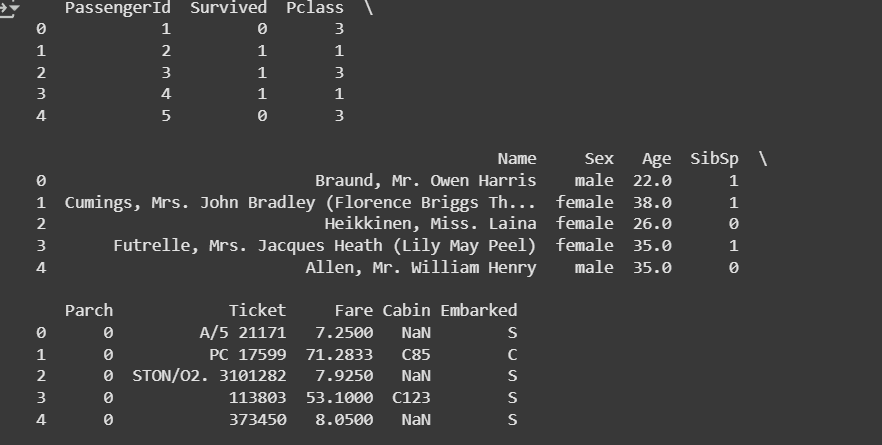 PassengerId Survived Pclass \
0 1 0 3
1 2 1 1
2 3 1 3
3 4 1 1
4 5 0 3
Name Sex Age SibSp \
0 Braund, Mr. Owen Harris male 22.0 1
1 Cumings, Mrs. John Bradley (Florence Briggs Th... female 38.0 1
2 Heikkinen, Miss. Laina female 26.0 0
3 Futrelle, Mrs. Jacques Heath (Lily May Peel) female 35.0 1
4 Allen, Mr. William Henry male 35.0 0
Parch Ticket Fare Cabin Embarked
0 0 A/5 21171 7.2500 NaN S
1 0 PC 17599 71.2833 C85 C
2 0 STON/O2. 3101282 7.9250 NaN S
3 0 113803 53.1000 C123 S
4 0 373450 8.0500 NaN S